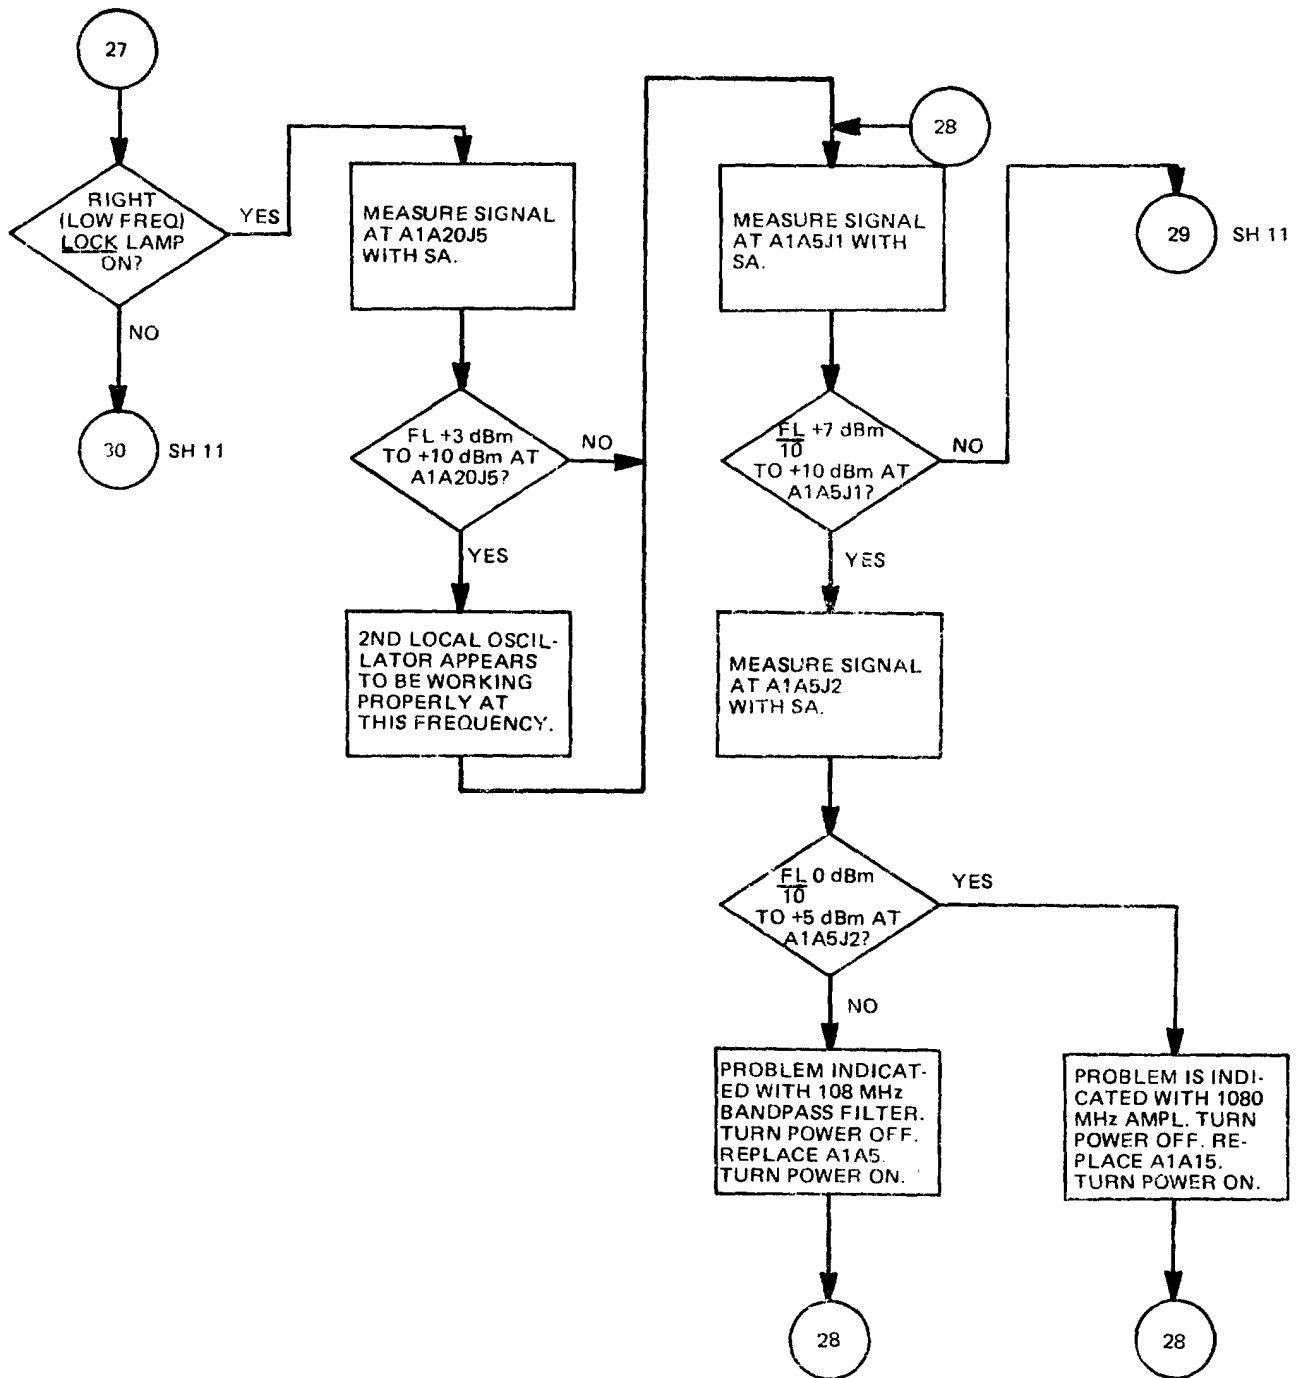 27
RIGHT
(LOW FREQ)
LOCK LAMP
ON?
YES
NO
30
SH 11
MEASURE SIGNAL
AT A1A20J5
WITH SA.
FL +3 dBm
TO +10 dBm AT
A1A20J5?
NO
YES
2ND LOCAL OSCIL-
LATOR APPEARS
TO BE WORKING
PROPERLY AT
THIS FREQUENCY.
28
MEASURE SIGNAL
AT A1A5J1 WITH
SA.
29
SH 11
FL +7 dBm
10
TO +10 dBm AT
A1A5J1?
NO
YES
MEASURE SIGNAL
AT A1A5J2
WITH SA.
FL 0 dBm
10
TO +5 dBm AT
A1A5J2?
YES
NO
PROBLEM INDICAT-
ED WITH 108 MHz
BANDPASS FILTER.
TURN POWER OFF.
REPLACE A1A5.
TURN POWER ON.
28
PROBLEM IS INDI-
CATED WITH 1080
MHz AMPL. TURN
POWER OFF. RE-
PLACE A1A15.
TURN POWER ON.
28